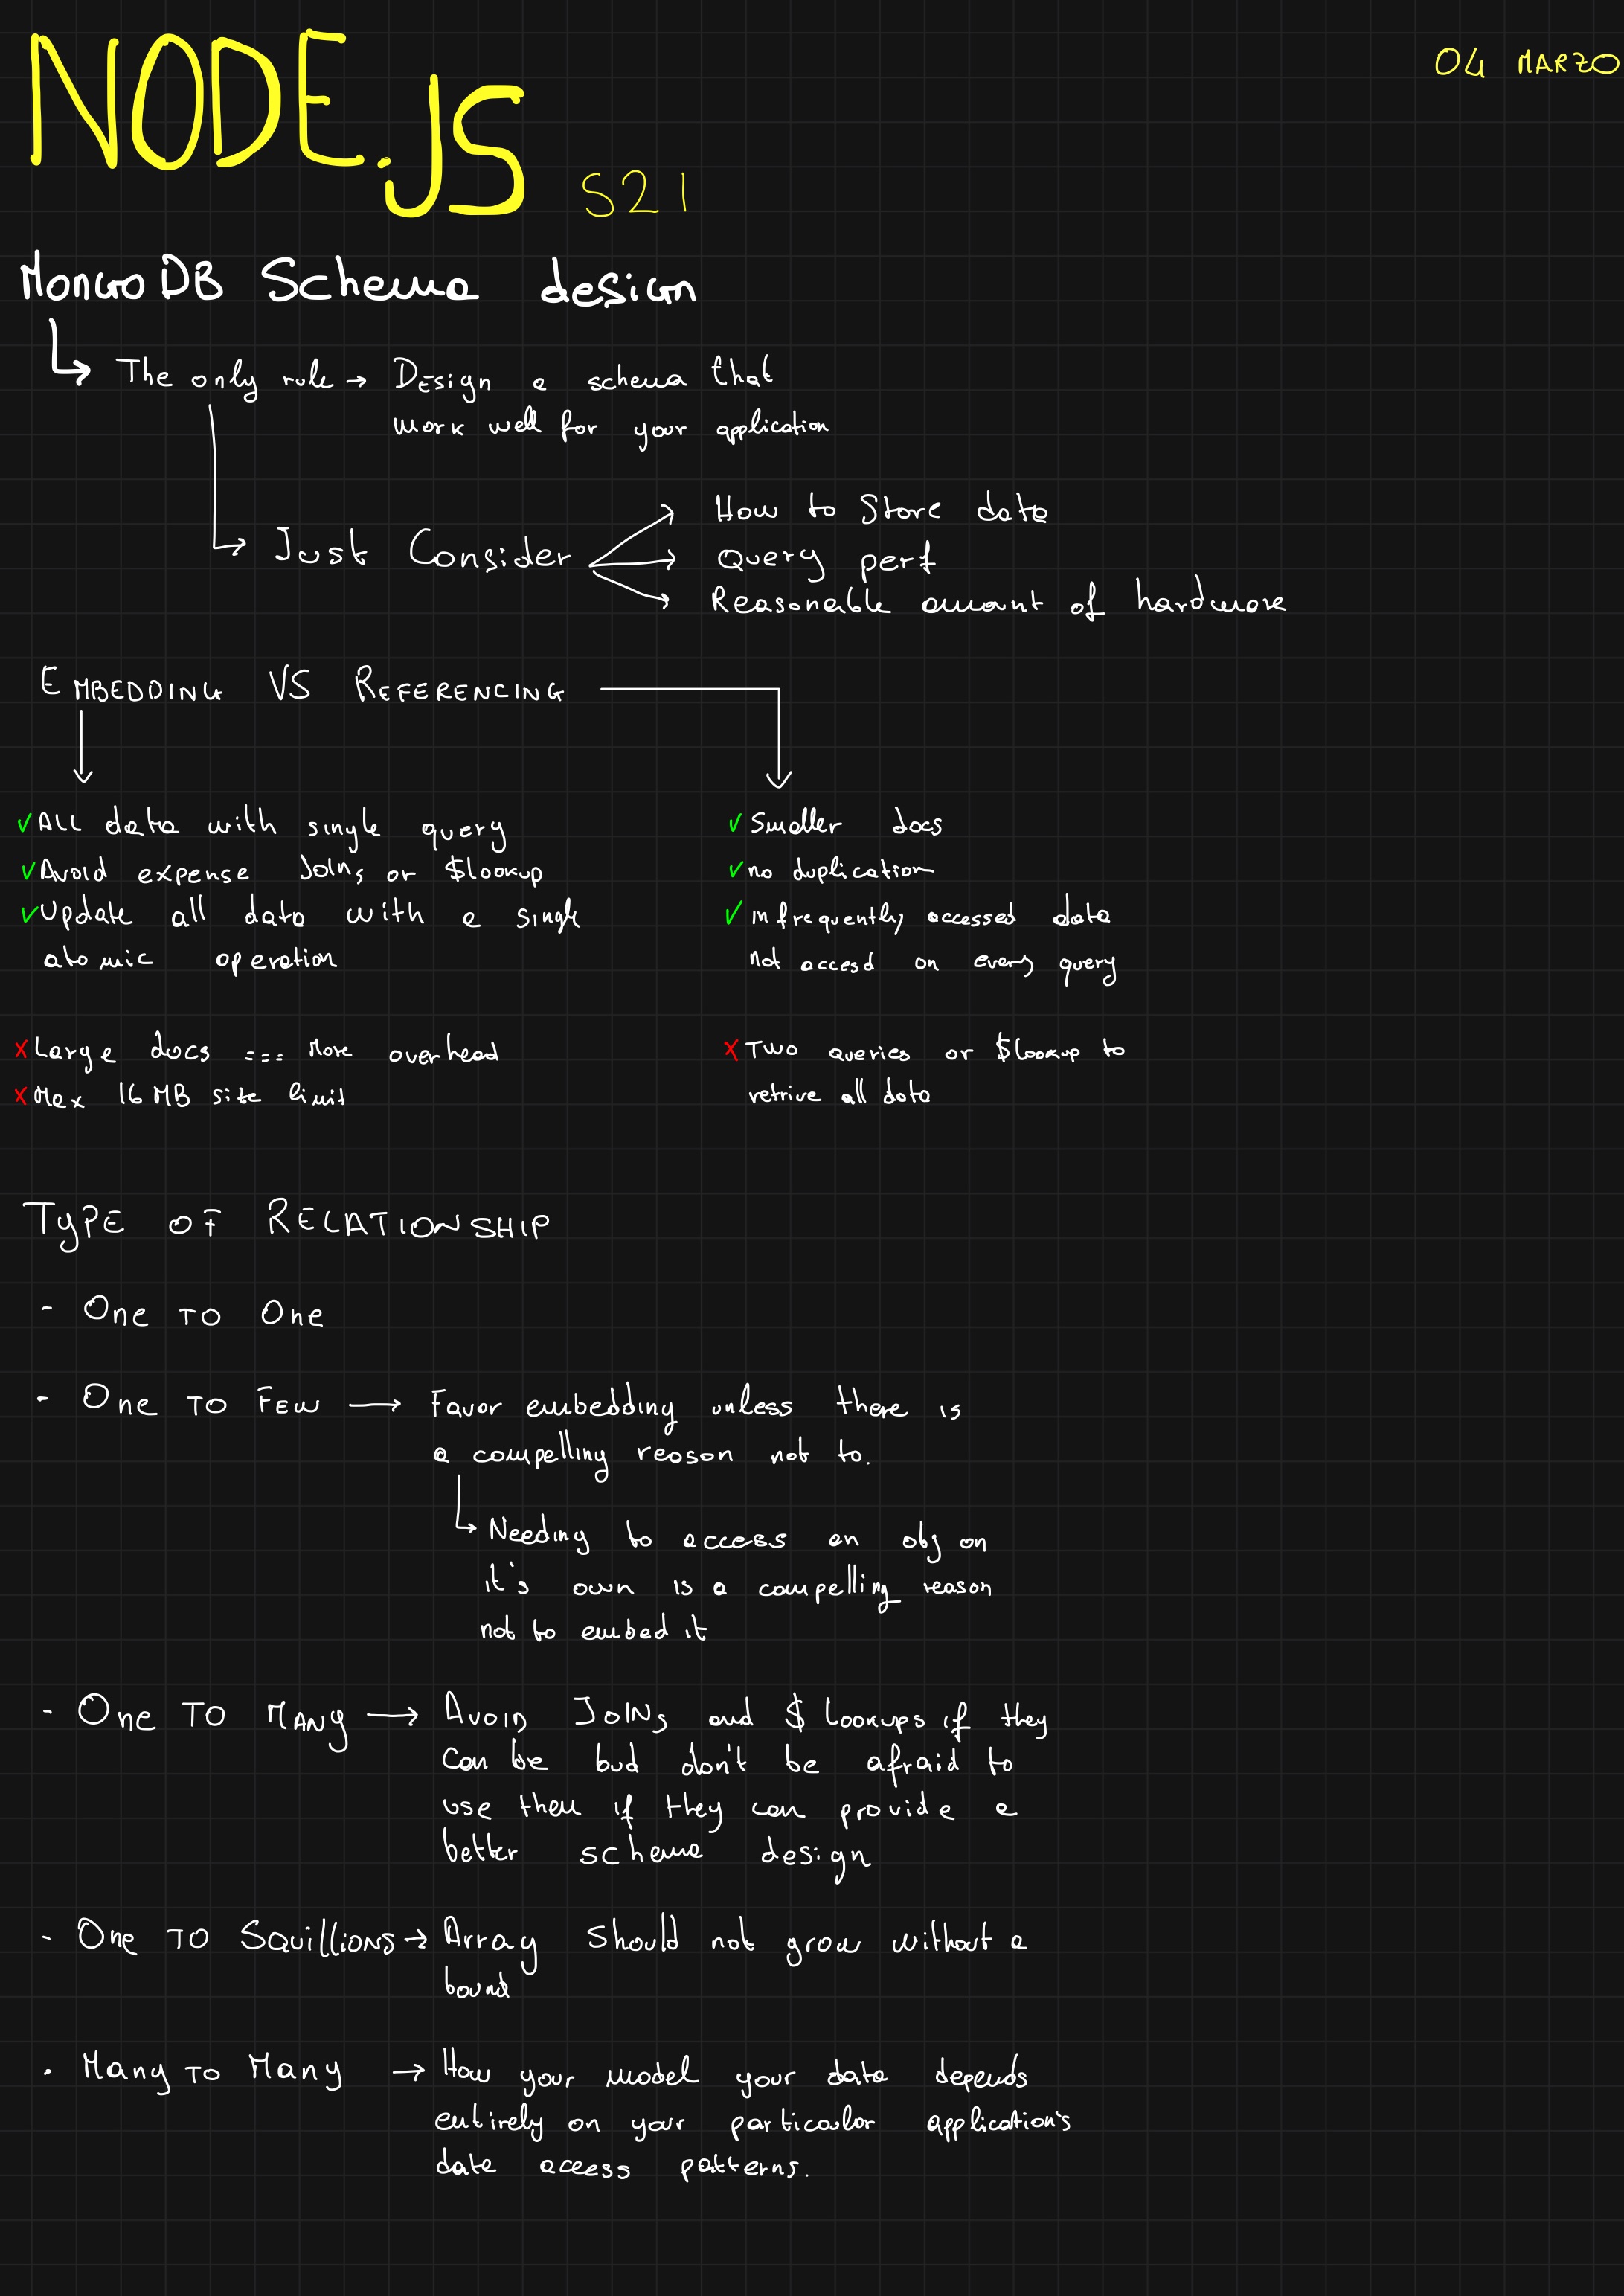 NODE.JS
04 MARZO
S21
MongoDB Schema design
The only rule → Design a schema that
work well for your application
Just Consider
How to Store data
Query perf
Reasonable amount of hardware
EMBEDDING VS REFERENCING
✓ ALL data with single query
✓ Avoid expense Joins or $lookup
✓ Update all data with a single
atomic operation
X Large docs === More overhead
X Max 16 MB size limit
✓ Smaller docs
✓ no duplication
✓ infrequently accessed data
not accesd on every query
X Two queries or $lookup to
retrive all data
TYPE OF RELATIONSHIP
- One TO One
- One TO Few → Favor embedding unless there is
a compelling reason not to.
Needing to access an obj on
it's own is a compelling reason
not to embed it
- One TO Many → Avoid Joins and $lookups if they
can be bud don't be afraid to
use them if they can provide a
better schema design
- One TO Squillions → Array should not grow without a
bound
- Many TO Many → How your model your data depends
entirely on your particoular application's
data access patterns.